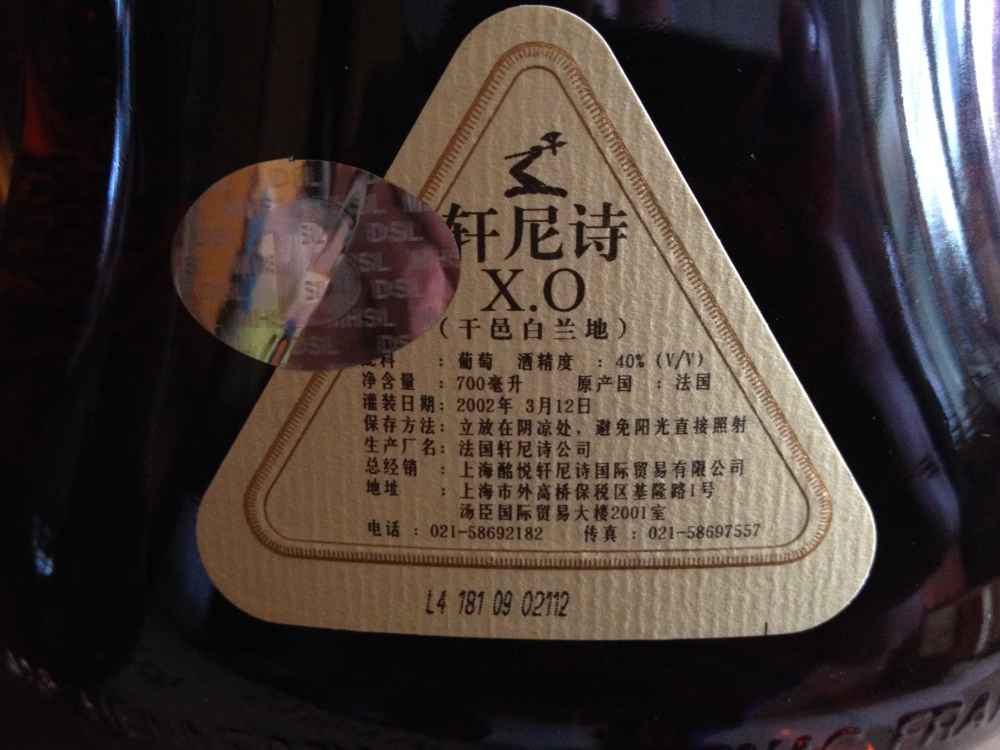 轩尼诗
X.O
(干邑白兰地)
料 : 葡萄 酒精度 : 40% (V/V)
净含量 : 700毫升 原产国 : 法国
灌装日期: 2002年 3月12日
保存方法: 立放在阴凉处, 避免阳光直接照射
生产厂名: 法国轩尼诗公司
总经销 : 上海酩悦轩尼诗国际贸易有限公司
地址 : 上海市外高桥保税区基隆路1号
汤臣国际贸易大楼2001室
电话 : 021-58692182 传真 : 021-58697557
L4 181 09 02112
DSL
DSL
DSL